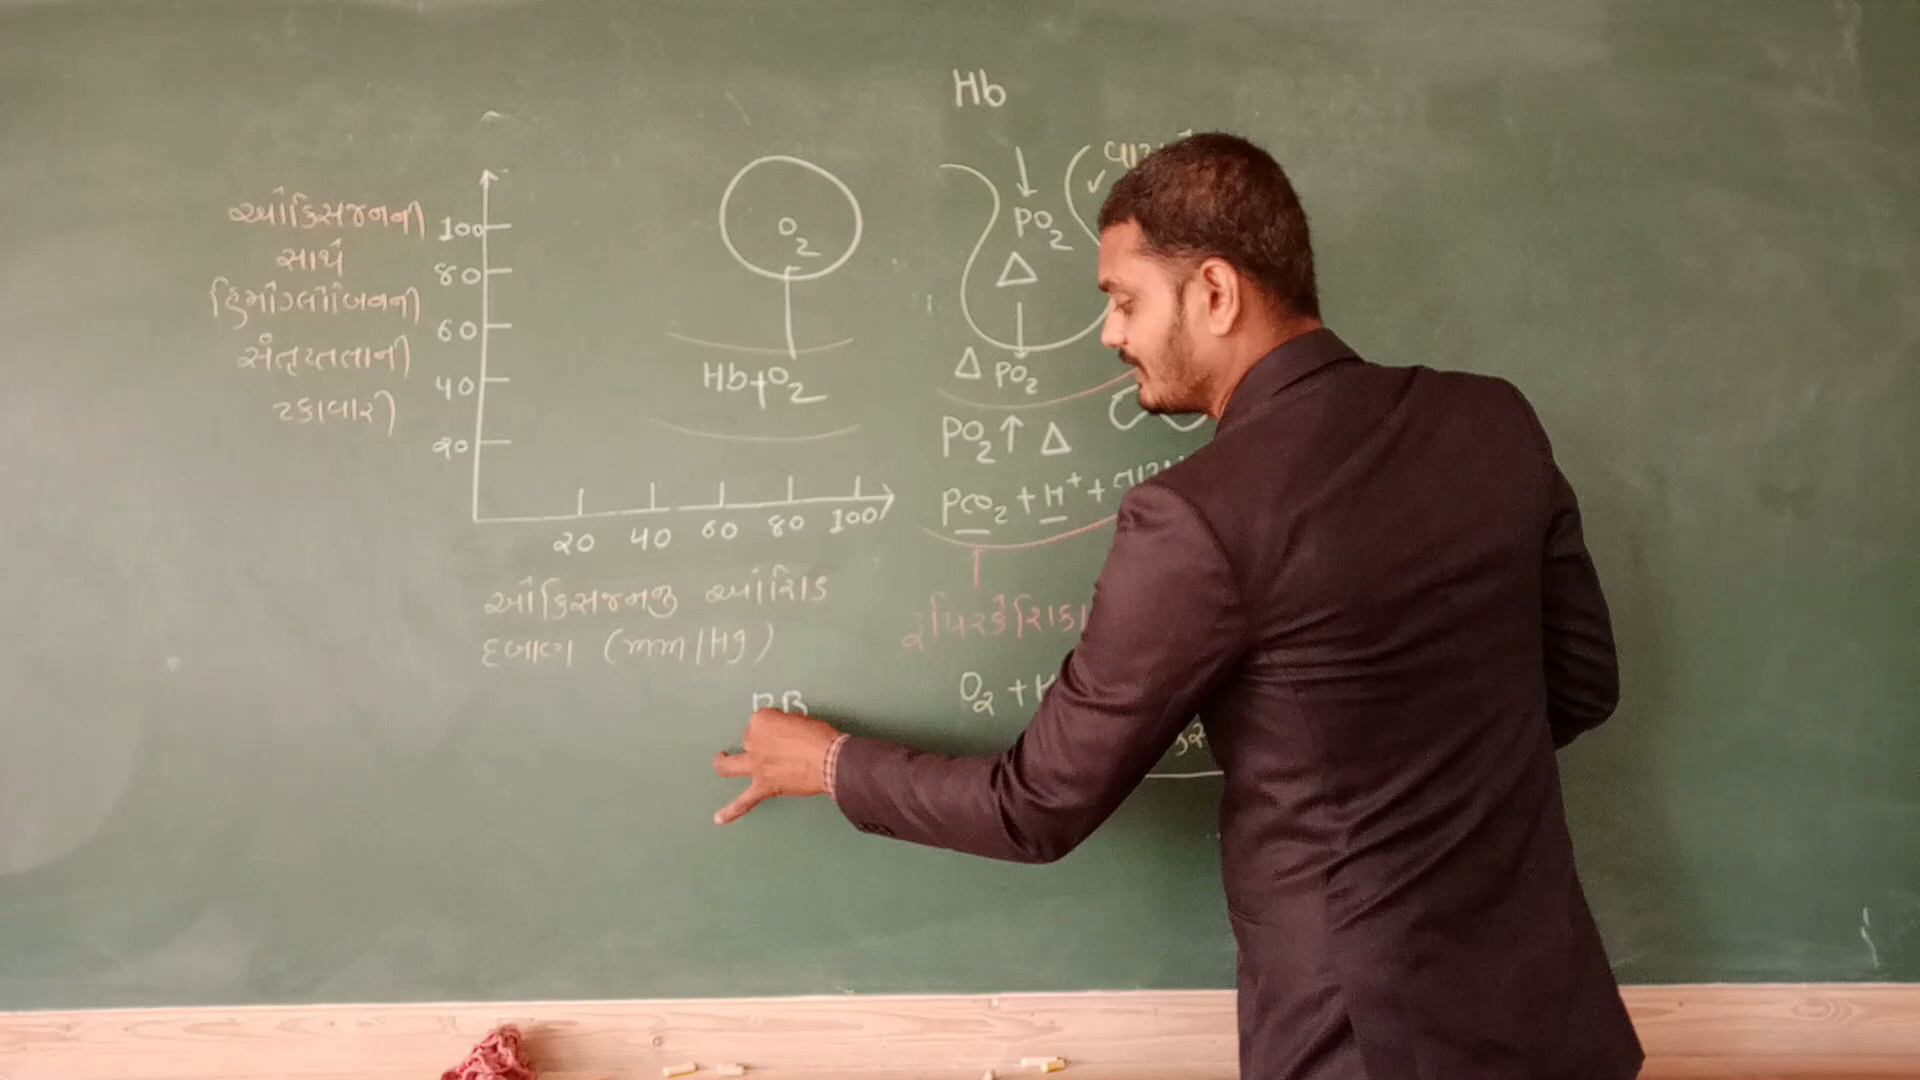 ઓક્સિજનની
સાથે
હિમોગ્લોબિનની
સંતૃપ્તતાની
ટકાવારી
100
80
60
40
20
20 40 60 80 100
ઓક્સિજનનું આંશિક
દબાણ (mm/Hg)
O2
Hb+O2
Hb
PO2
Δ
Δ PO2
PO2↑ Δ
PCO2 + H+ +
O2 +